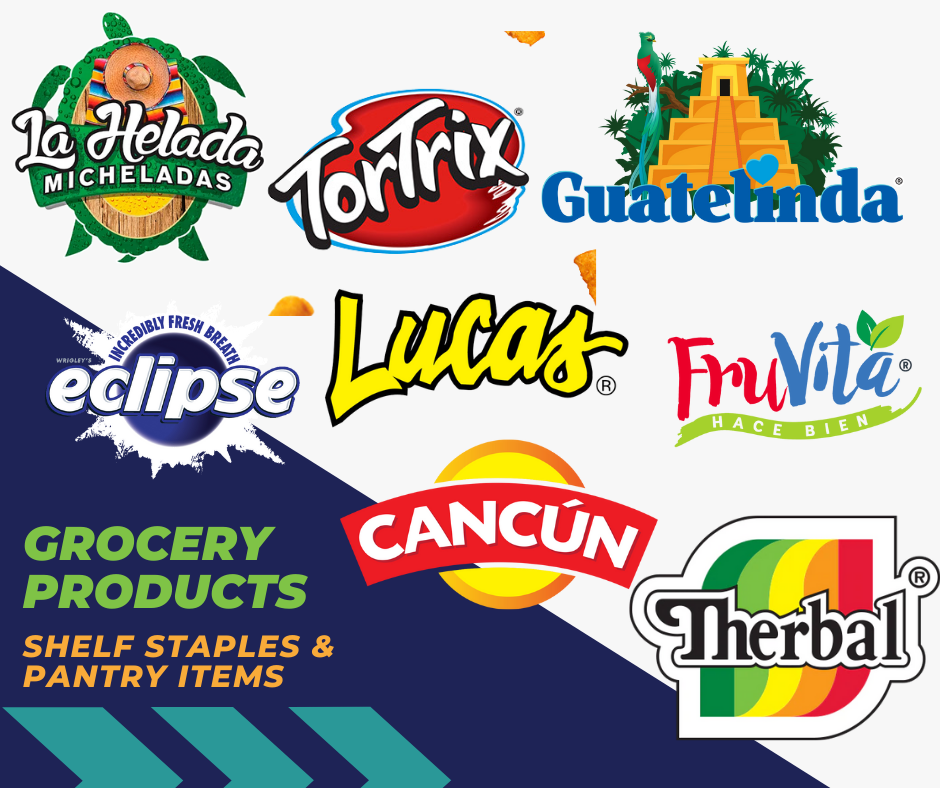 La Helada
MICHELADAS
TorTrix
®
Guatelinda
®
WRIGLEY'S
INCREDIBLY FRESH BREATH
eclipse
Lucas
®
FruVita
®
HACE BIEN
CANCÚN
GROCERY
PRODUCTS
SHELF STAPLES &
PANTRY ITEMS
Therbal
®